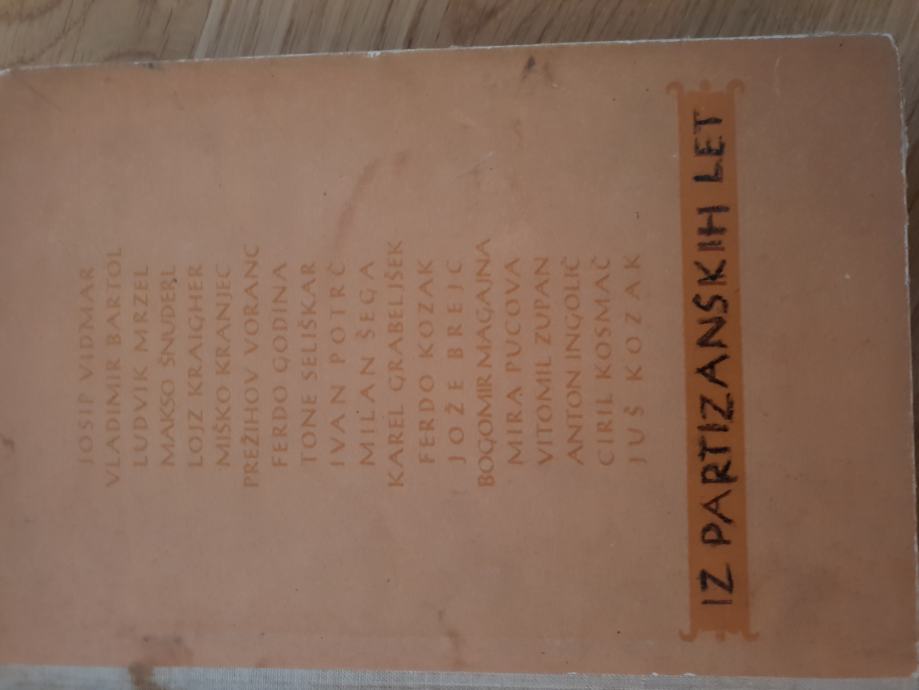 JOSIP VIDMAR
VLADIMIR BARTOL
LUDVIK MRZEL
MAKSO ŠNUDERL
LOJZ KRAIGHER
MIŠKO KRANJEC
PREŽIHOV VORANC
FERDO GODINA
TONE SELIŠKAR
IVAN POTRČ
MILAN ŠEGA
KAREL GRABELJŠEK
FERDO KOZAK
JOŽE BREJC
BOGOMIR MAGAJNA
MIRA PUCOVA
VITOMIL ZUPAN
ANTON INGOLIČ
CIRIL KOSMAČ
JUŠ KOZAK
IZ PARTIZANSKIH LET